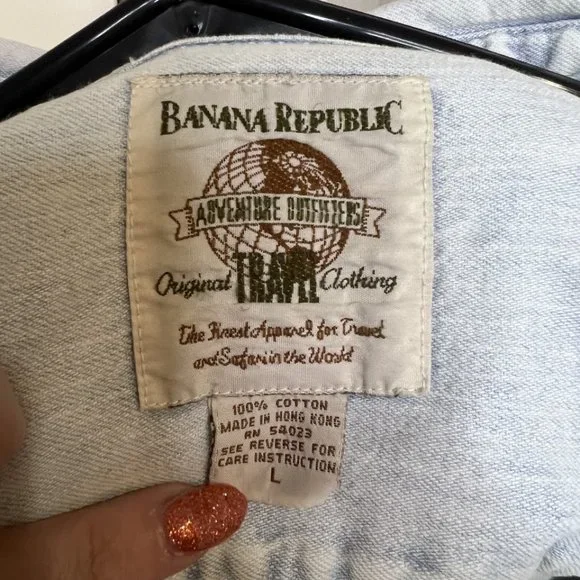 BANANA REPUBLIC
ADVENTURE OUTFITTERS
Original TRAVEL Clothing
The Finest Apparel for Travel
and Safari in the World
100% COTTON
MADE IN HONG KONG
RN 54023
SEE REVERSE FOR
CARE INSTRUCTION
L